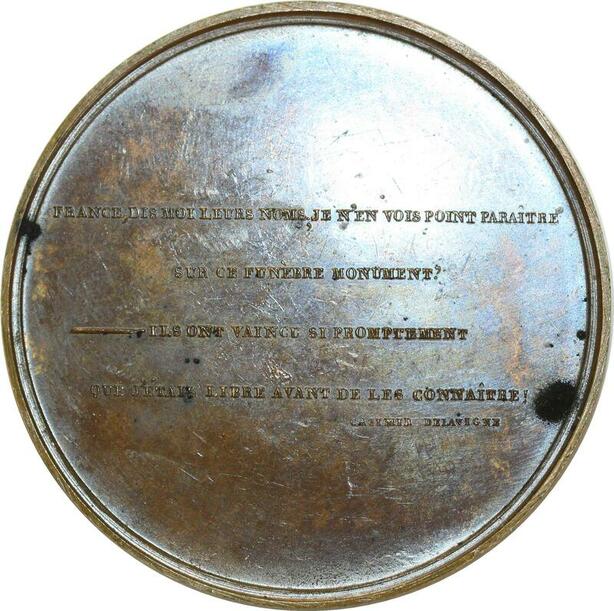 FRANCE, DIS MOI LEURS NOMS, JE N'EN VOIS POINT PARAÎTRE
SUR CE FUNÈBRE MONUMENT?
— ILS ONT VAINCU SI PROMPTEMENT
QUE J'ÉTAIS LIBRE AVANT DE LES CONNAÎTRE!
CASIMIR DELAVIGNE